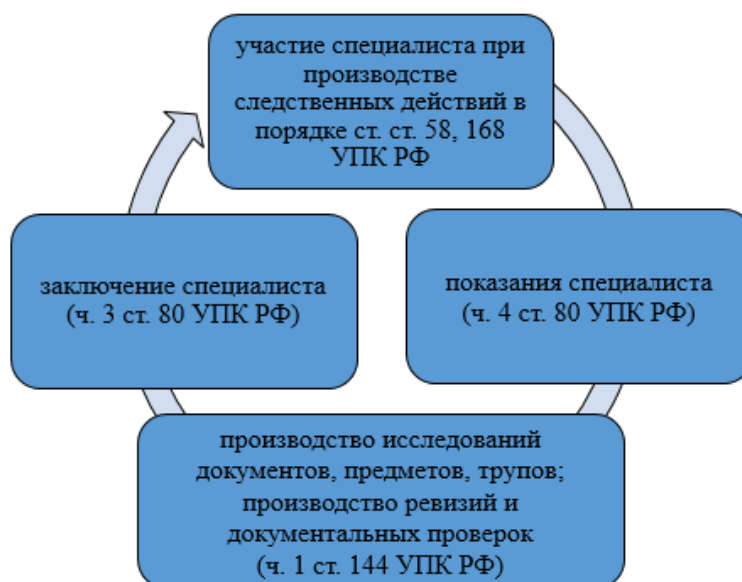 участие специалиста при
производстве
следственных действий в
порядке ст. ст. 58, 168
УПК РФ
заключение специалиста
(ч. 3 ст. 80 УПК РФ)
показания специалиста
(ч. 4 ст. 80 УПК РФ)
производство исследований
документов, предметов, трупов;
производство ревизий и
документальных проверок
(ч. 1 ст. 144 УПК РФ)